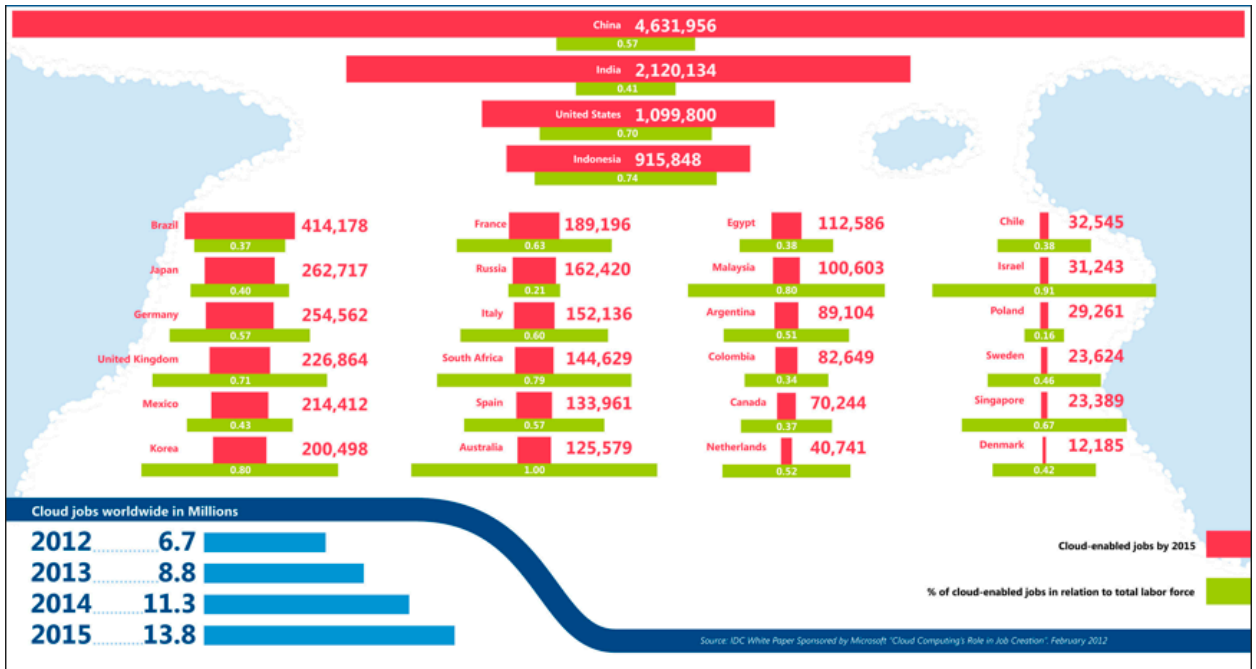 China 4,631,956
0.57
India 2,120,134
0.41
United States 1,099,800
0.70
Indonesia 915,848
0.74
Brazil 414,178
0.37
Japan 262,717
0.40
Germany 254,562
0.57
United Kingdom 226,864
0.71
Mexico 214,412
0.43
Korea 200,498
0.80
France 189,196
0.63
Russia 162,420
0.21
Italy 152,136
0.60
South Africa 144,629
0.79
Spain 133,961
0.57
Australia 125,579
1.00
Egypt 112,586
0.38
Malaysia 100,603
0.80
Argentina 89,104
0.51
Colombia 82,649
0.34
Canada 70,244
0.37
Netherlands 40,741
0.52
Chile 32,545
0.38
Israel 31,243
0.91
Poland 29,261
0.16
Sweden 23,624
0.46
Singapore 23,389
0.67
Denmark 12,185
0.42
Cloud jobs worldwide in Millions
2012 ........... 6.7
2013 ........... 8.8
2014 ........ 11.3
2015 ........ 13.8
Cloud-enabled jobs by 2015
% of cloud-enabled jobs in relation to total labor force
Source: IDC White Paper Sponsored by Microsoft "Cloud Computing's Role in Job Creation", February 2012